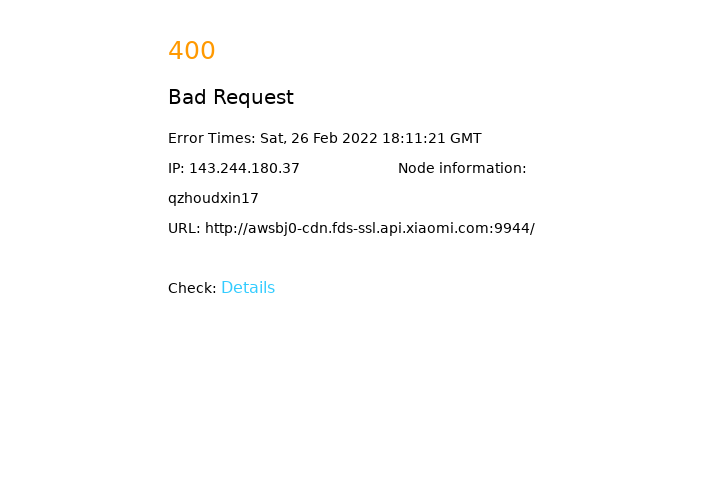 400
Bad Request
Error Times: Sat, 26 Feb 2022 18:11:21 GMT
IP: 143.244.180.37 Node information:
qzhoudxin17
URL: http://awsbj0-cdn.fds-ssl.api.xiaomi.com:9944/
Check: Details